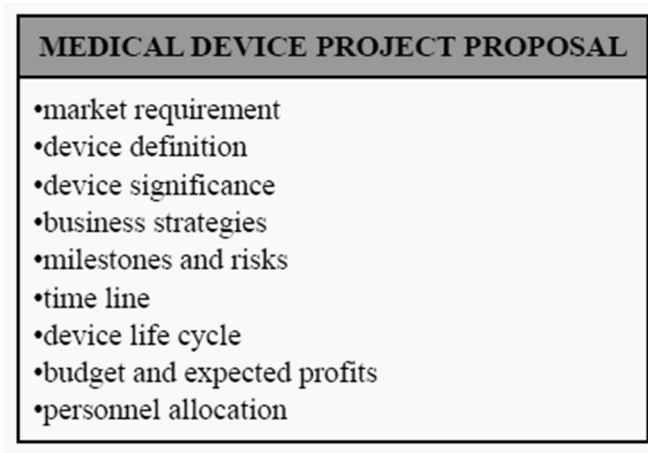 MEDICAL DEVICE PROJECT PROPOSAL
•market requirement
•device definition
•device significance
•business strategies
•milestones and risks
•time line
•device life cycle
•budget and expected profits
•personnel allocation